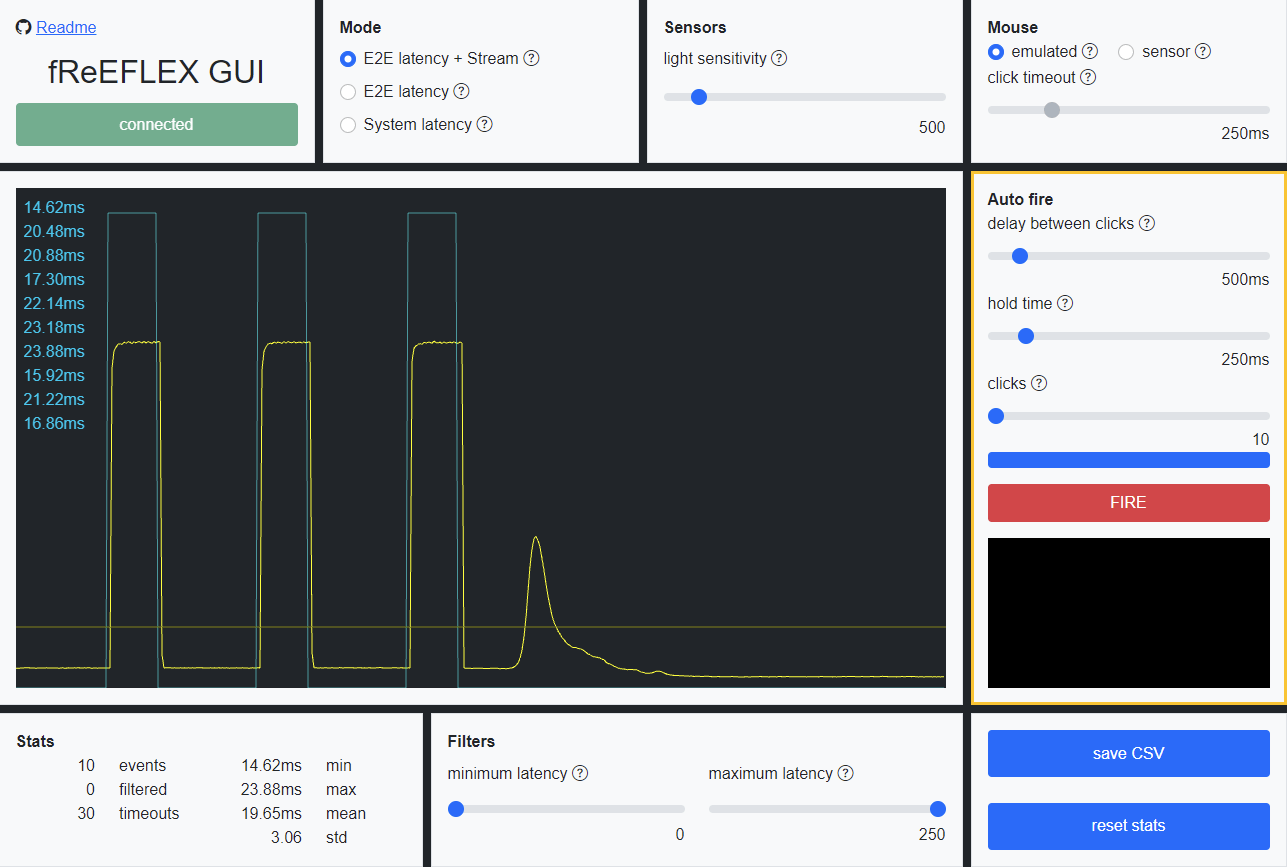 Readme
fReEFLEX GUI
connected
Mode
E2E latency + Stream ?
E2E latency ?
System latency ?
Sensors
light sensitivity ?
500
Mouse
emulated ? sensor ?
click timeout ?
250ms
14.62ms
20.48ms
20.88ms
17.30ms
22.14ms
23.18ms
23.88ms
15.92ms
21.22ms
16.86ms
Auto fire
delay between clicks ?
500ms
hold time ?
250ms
clicks ?
10
FIRE
Stats
10 events 14.62ms min
0 filtered 23.88ms max
30 timeouts 19.65ms mean
3.06 std
Filters
minimum latency ? maximum latency ?
0 250
save CSV
reset stats